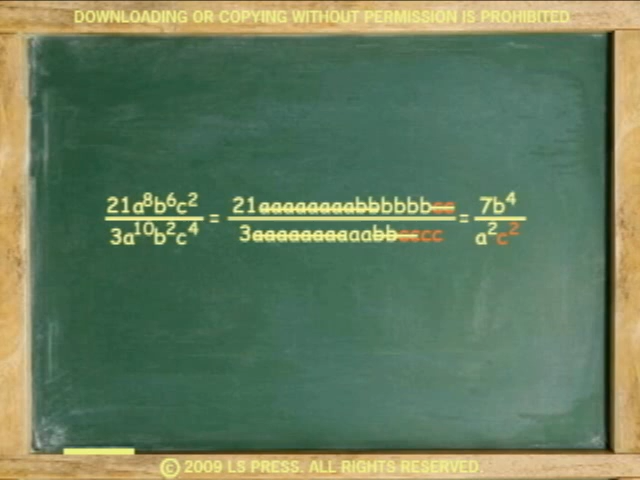 DOWNLOADING OR COPYING WITHOUT PERMISSION IS PROHIBITED
21a⁸b⁶c² / 3a¹⁰b²c⁴ = 21aaaaaaaabbbbbbcc / 3aaaaaaaaaabbcccc = 7b⁴ / a²c²
© 2009 LS PRESS. ALL RIGHTS RESERVED.